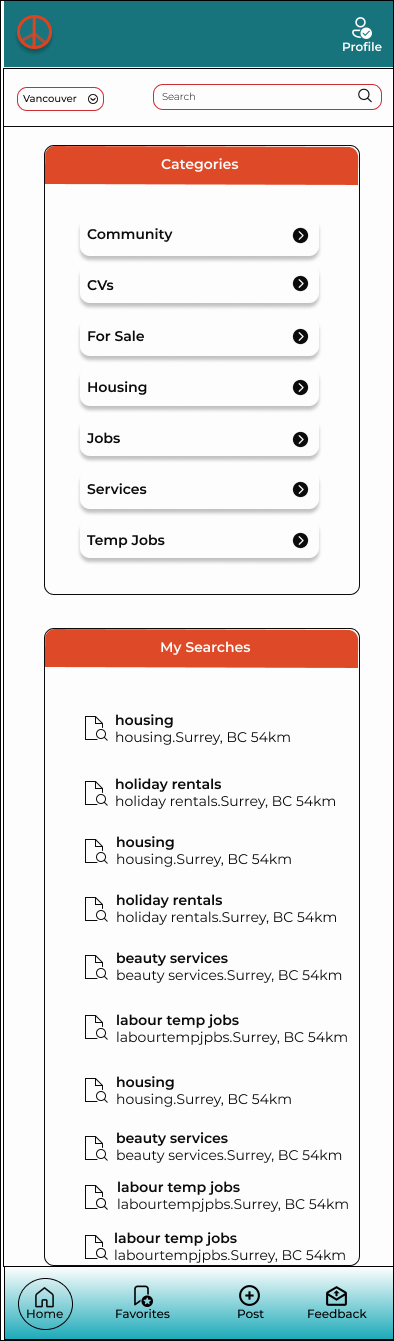 Profile
Vancouver
Search
Categories
Community
CVs
For Sale
Housing
Jobs
Services
Temp Jobs
My Searches
housing
housing.Surrey, BC 54km
holiday rentals
holiday rentals.Surrey, BC 54km
housing
housing.Surrey, BC 54km
holiday rentals
holiday rentals.Surrey, BC 54km
beauty services
beauty services.Surrey, BC 54km
labour temp jobs
labourtempjpbs.Surrey, BC 54km
housing
housing.Surrey, BC 54km
beauty services
beauty services.Surrey, BC 54km
labour temp jobs
labourtempjpbs.Surrey, BC 54km
labour temp jobs
labourtempjpbs.Surrey, BC 54km
Home Favorites Post Feedback